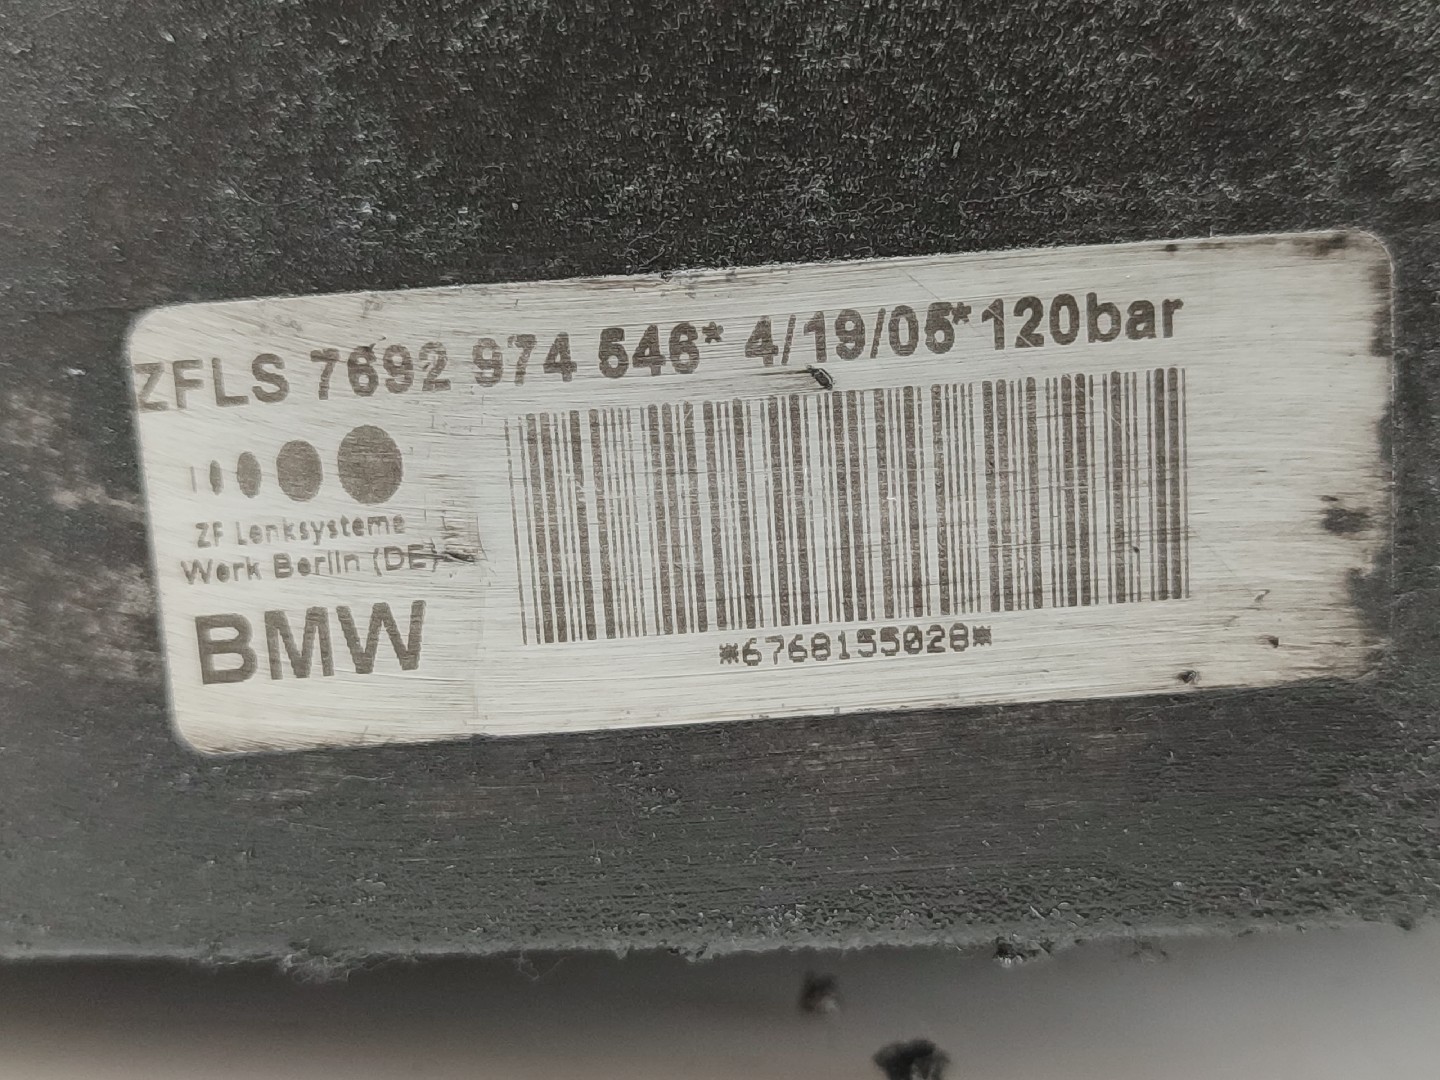 ZFLS 7692 974 546* 4/19/05*120bar
ZF Lenksysteme
Werk Berlin (DE)
BMW
*6768155028*